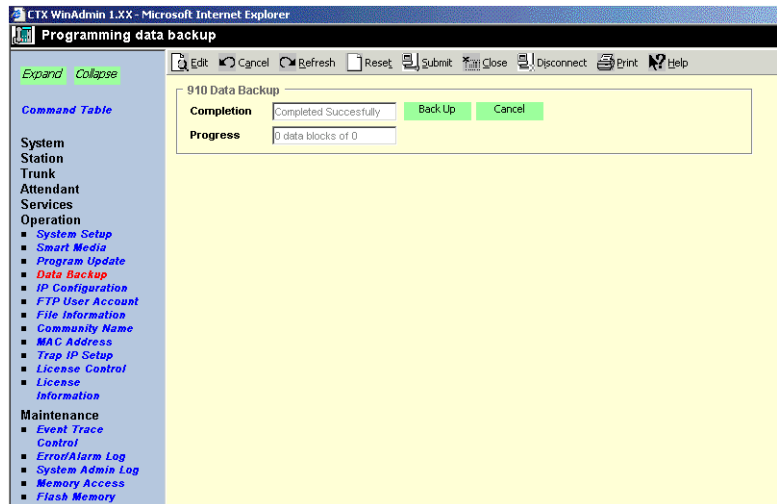 CTX WinAdmin 1.XX - Microsoft Internet Explorer
Programming data backup
Edit Cancel Refresh Reset Submit Close Disconnect Print Help
Expand Collapse
Command Table
System
Station
Trunk
Attendant
Services
Operation
System Setup
Smart Media
Program Update
Data Backup
IP Configuration
FTP User Account
File Information
Community Name
MAC Address
Trap IP Setup
License Control
License
Information
Maintenance
Event Trace
Control
Error/Alarm Log
System Admin Log
Memory Access
Flash Memory
910 Data Backup
Completion Completed Succesfully Back Up Cancel
Progress 0 data blocks of 0